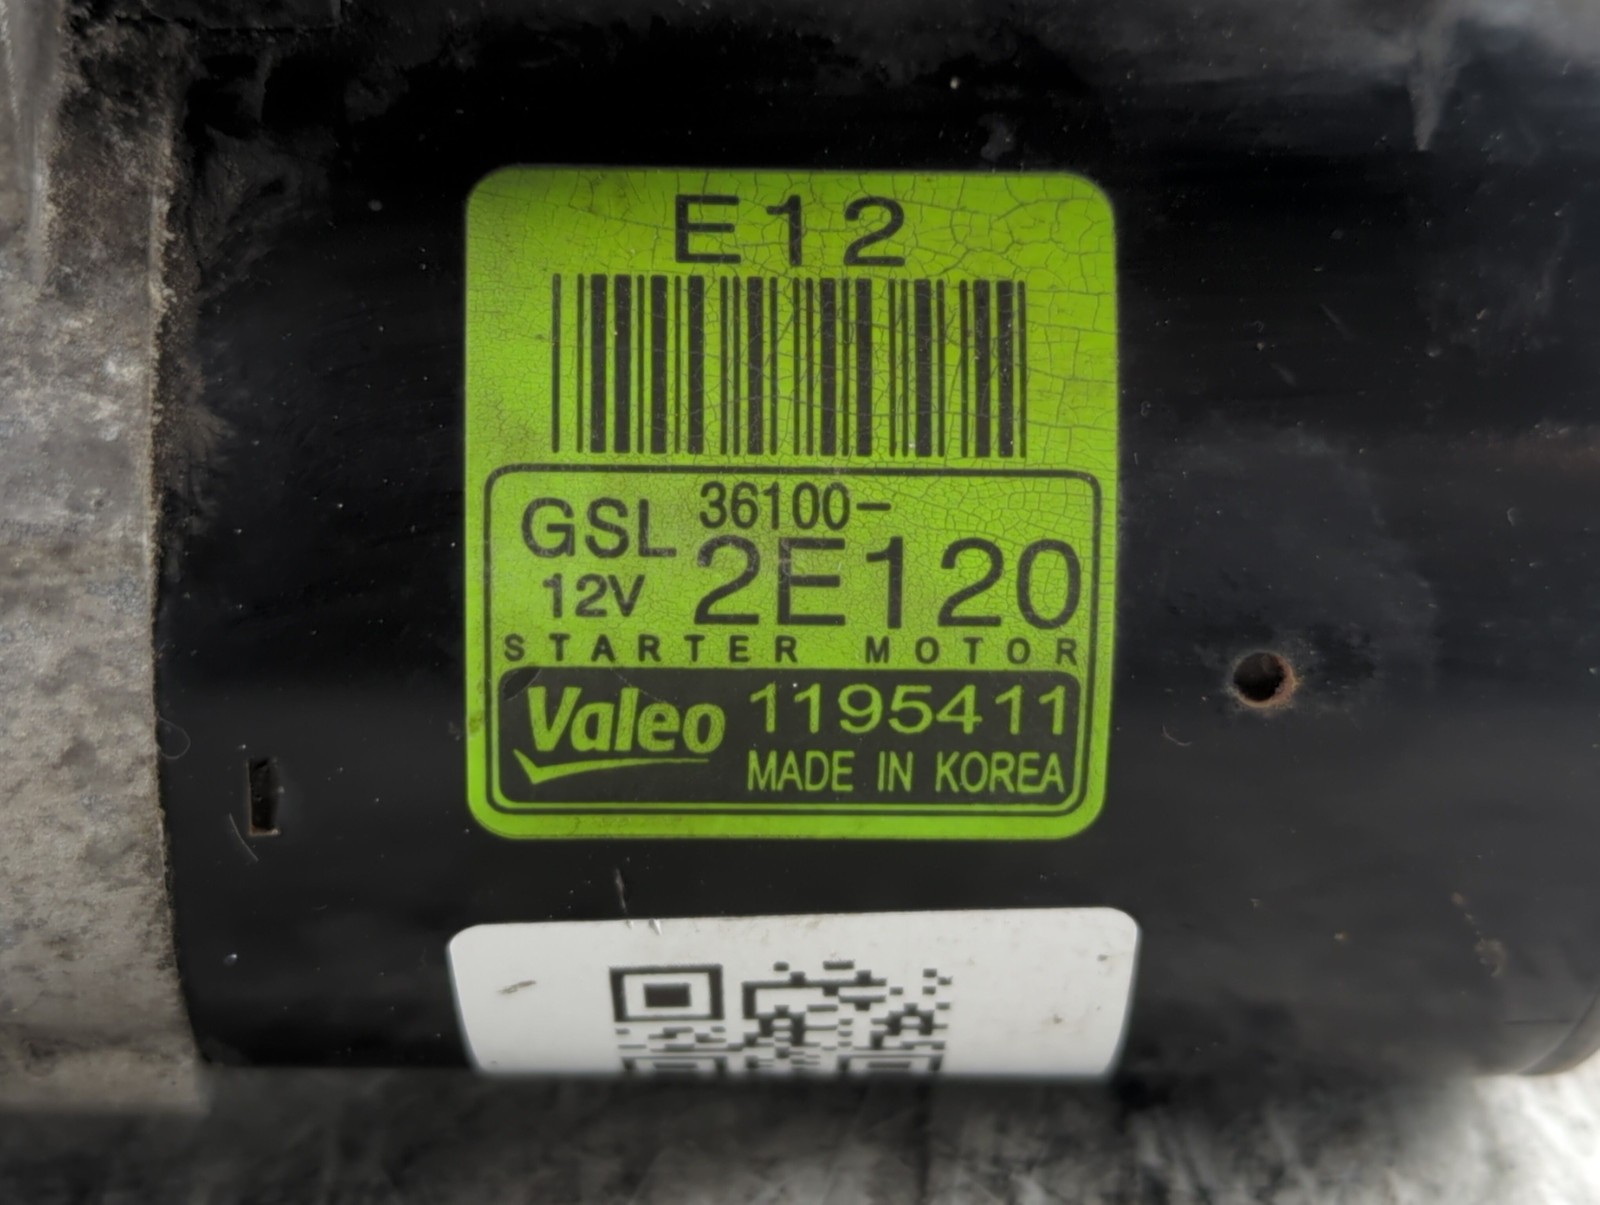 E12
GSL 36100-
12V 2E120
STARTER MOTOR
Valeo 1195411
MADE IN KOREA